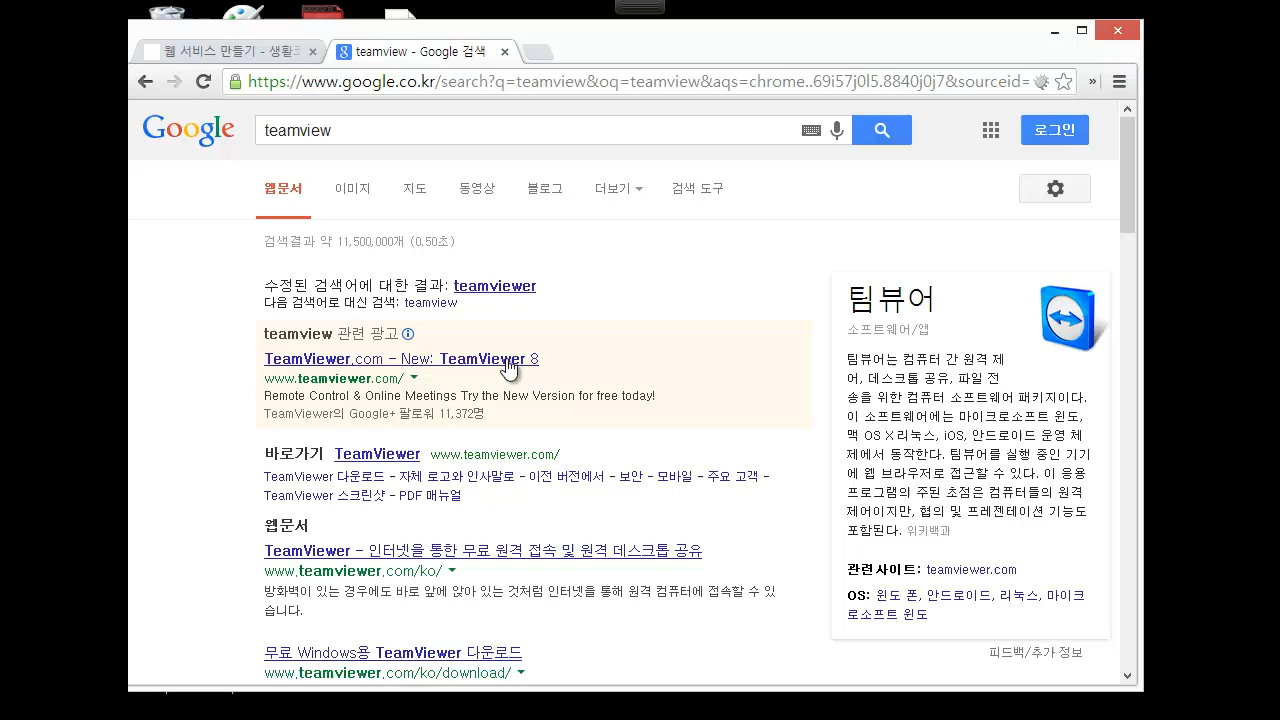 웹 서비스 만들기 - 생활코
teamview - Google 검색
https://www.google.co.kr/search?q=teamview&oq=teamview&aqs=chrome..69i57j0l5.8840j0j7&sourceid=
Google
teamview
로그인
웹문서 이미지 지도 동영상 블로그 더보기 검색 도구
검색결과 약 11,500,000개 (0.50초)
수정된 검색어에 대한 결과: teamviewer
다음 검색어로 대신 검색: teamview
teamview 관련 광고
TeamViewer.com - New: TeamViewer 8
www.teamviewer.com/
Remote Control & Online Meetings Try the New Version for free today!
TeamViewer의 Google+ 팔로워 11,372명
바로가기 TeamViewer www.teamviewer.com/
TeamViewer 다운로드 - 자체 로고와 인사말로 - 이전 버전에서 - 보안 - 모바일 - 주요 고객 -
TeamViewer 스크린샷 - PDF 매뉴얼
웹문서
TeamViewer - 인터넷을 통한 무료 원격 접속 및 원격 데스크톱 공유
www.teamviewer.com/ko/
방화벽이 있는 경우에도 바로 앞에 앉아 있는 것처럼 인터넷을 통해 원격 컴퓨터에 접속할 수 있
습니다.
무료 Windows용 TeamViewer 다운로드
www.teamviewer.com/ko/download/
팀뷰어
소프트웨어/앱
팀뷰어는 컴퓨터 간 원격 제
어, 데스크톱 공유, 파일 전
송을 위한 컴퓨터 소프트웨어 패키지이다.
이 소프트웨어에는 마이크로소프트 윈도,
맥 OS X 리눅스, iOS, 안드로이드 운영 체
제에서 동작한다. 팀뷰어를 실행 중인 기기
에 웹 브라우저로 접근할 수 있다. 이 응용
프로그램의 주된 초점은 컴퓨터들의 원격
제어이지만, 협의 및 프레젠테이션 기능도
포함된다. 위키백과
관련사이트: teamviewer.com
OS: 윈도 폰, 안드로이드, 리눅스, 마이크
로소프트 윈도
피드백/추가 정보